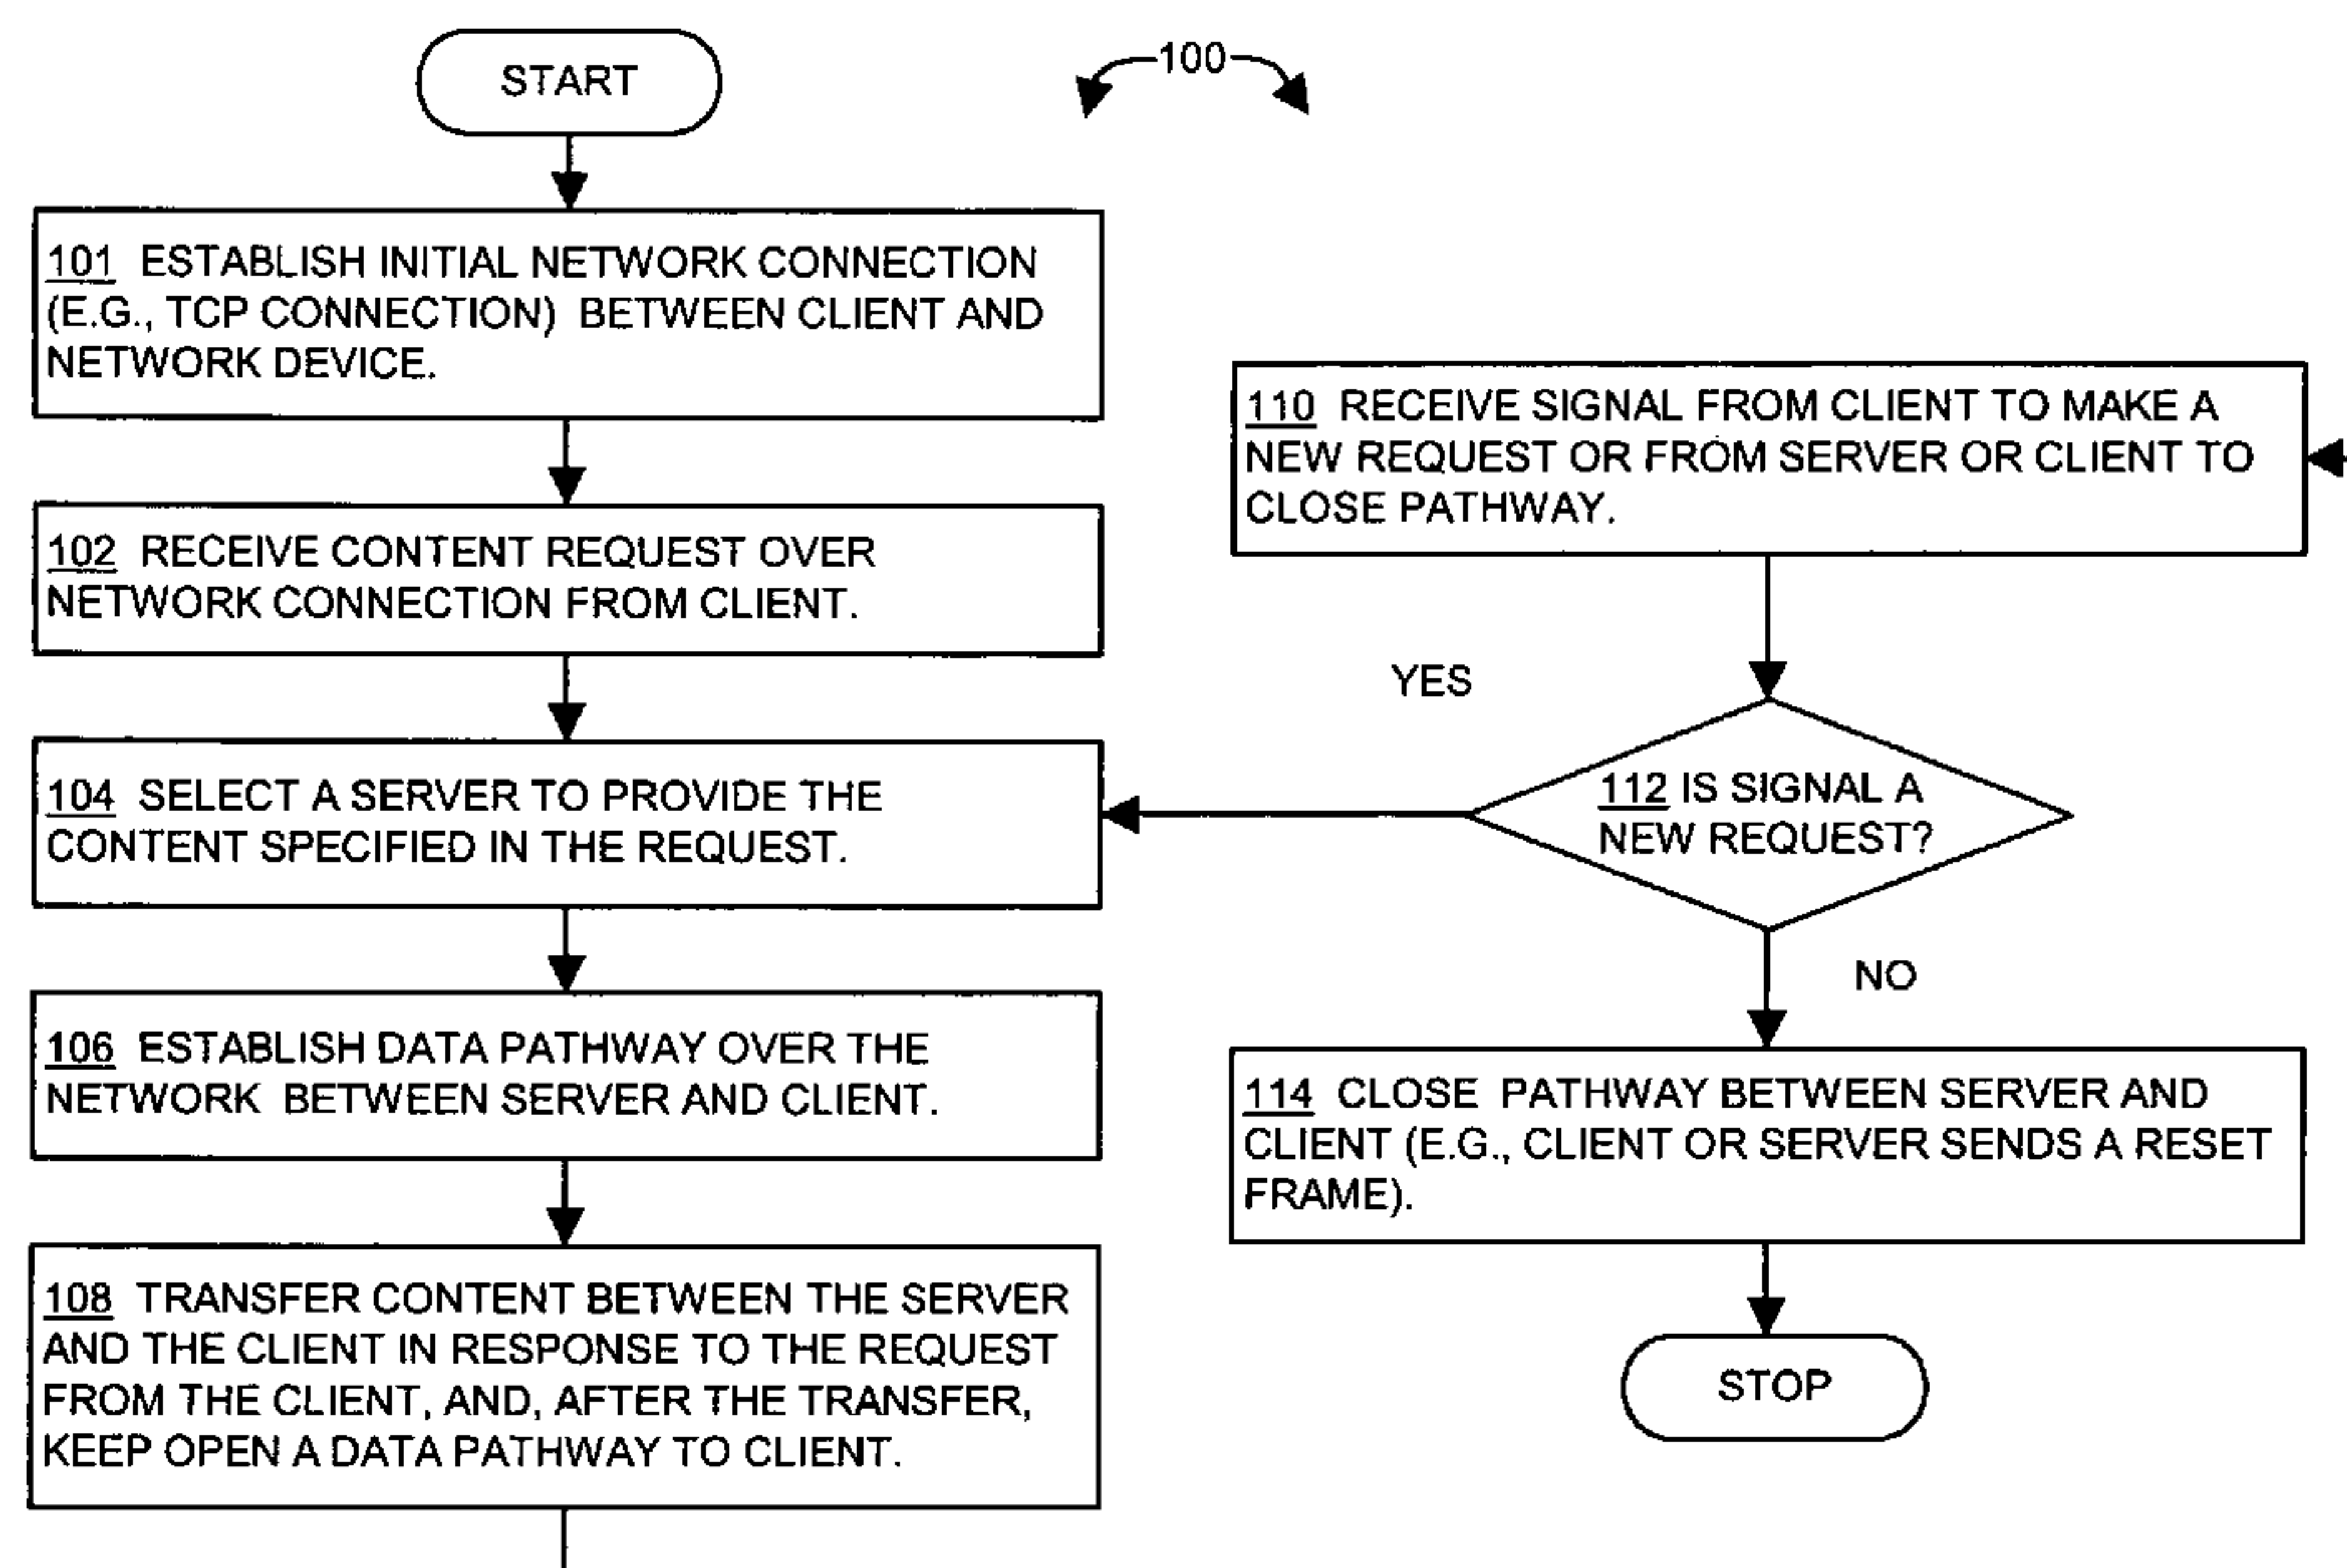 START
100
101 ESTABLISH INITIAL NETWORK CONNECTION
(E.G., TCP CONNECTION) BETWEEN CLIENT AND
NETWORK DEVICE.
102 RECEIVE CONTENT REQUEST OVER
NETWORK CONNECTION FROM CLIENT.
104 SELECT A SERVER TO PROVIDE THE
CONTENT SPECIFIED IN THE REQUEST.
106 ESTABLISH DATA PATHWAY OVER THE
NETWORK BETWEEN SERVER AND CLIENT.
108 TRANSFER CONTENT BETWEEN THE SERVER
AND THE CLIENT IN RESPONSE TO THE REQUEST
FROM THE CLIENT, AND, AFTER THE TRANSFER,
KEEP OPEN A DATA PATHWAY TO CLIENT.
110 RECEIVE SIGNAL FROM CLIENT TO MAKE A
NEW REQUEST OR FROM SERVER OR CLIENT TO
CLOSE PATHWAY.
YES
112 IS SIGNAL A
NEW REQUEST?
NO
114 CLOSE PATHWAY BETWEEN SERVER AND
CLIENT (E.G., CLIENT OR SERVER SENDS A RESET
FRAME).
STOP